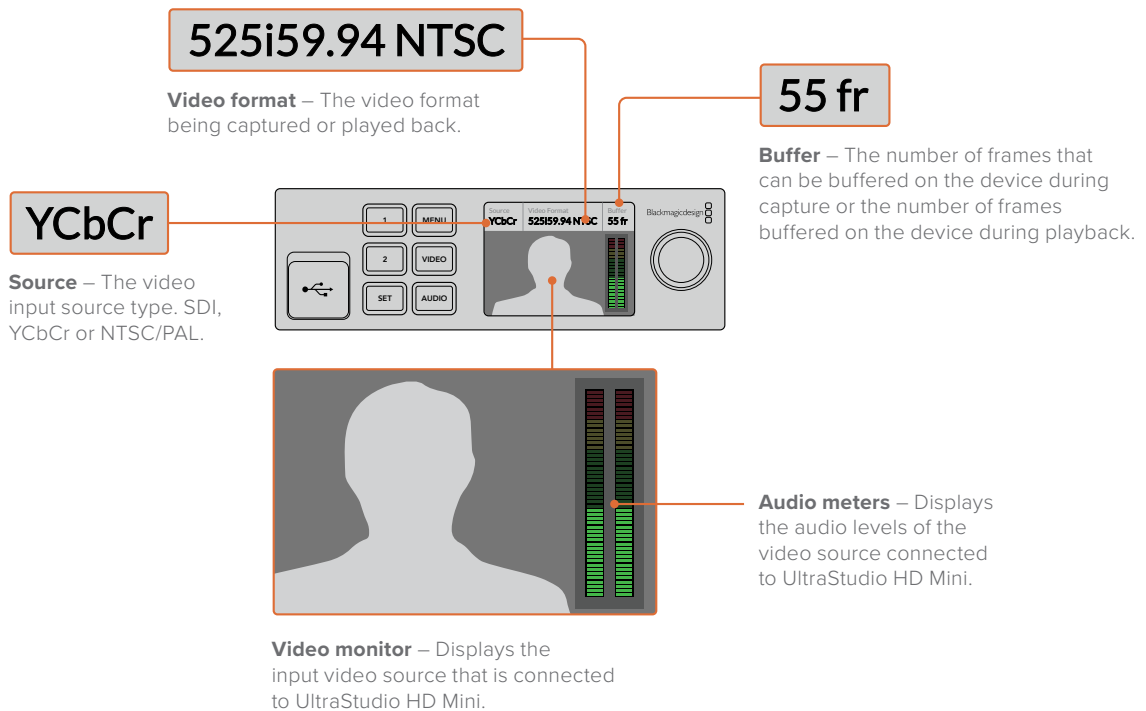 525i59.94 NTSC
Video format – The video format
being captured or played back.
55 fr
Buffer – The number of frames that
can be buffered on the device during
capture or the number of frames
buffered on the device during playback.
YCbCr
Source – The video
input source type. SDI,
YCbCr or NTSC/PAL.
1
MENU
2
VIDEO
SET
AUDIO
Source
Video Format
Buffer
YCbCr
525i59.94 NTSC
55 fr
Blackmagicdesign
Audio meters – Displays
the audio levels of the
video source connected
to UltraStudio HD Mini.
Video monitor – Displays the
input video source that is connected
to UltraStudio HD Mini.